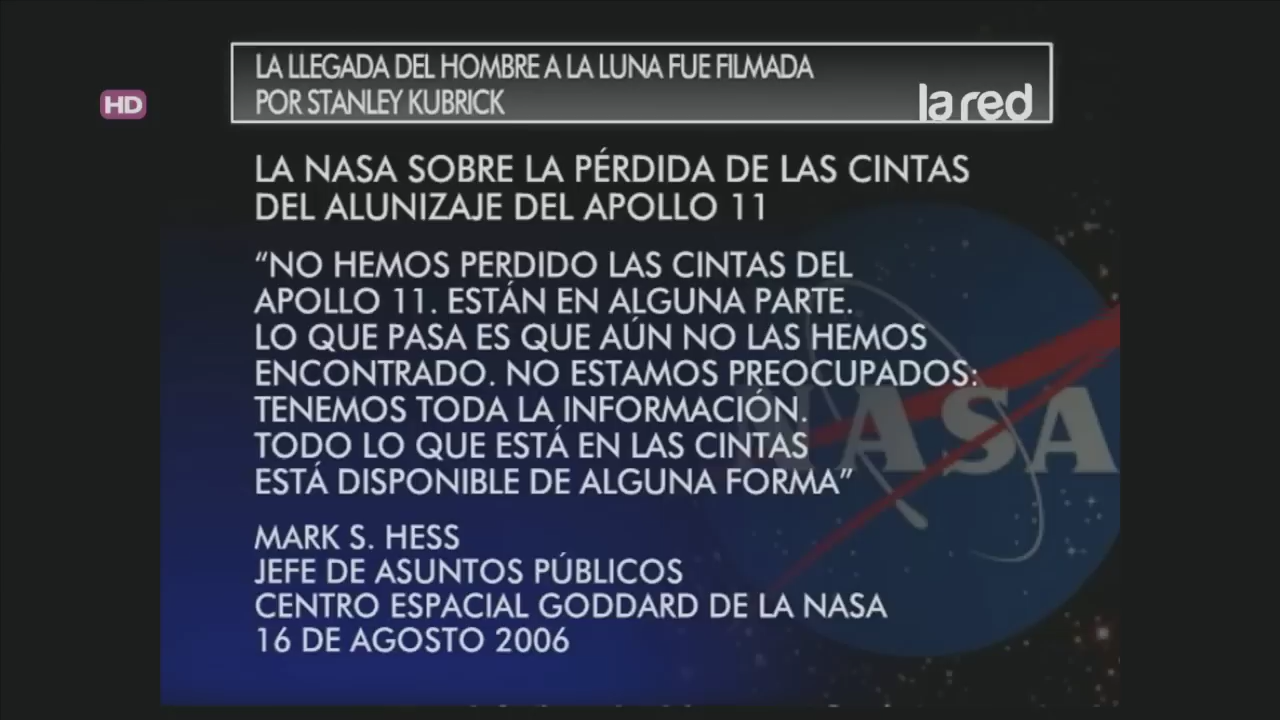 LA LLEGADA DEL HOMBRE A LA LUNA FUE FILMADA
POR STANLEY KUBRICK
HD
la red
LA NASA SOBRE LA PÉRDIDA DE LAS CINTAS
DEL ALUNIZAJE DEL APOLLO 11
“NO HEMOS PERDIDO LAS CINTAS DEL
APOLLO 11. ESTÁN EN ALGUNA PARTE.
LO QUE PASA ES QUE AÚN NO LAS HEMOS
ENCONTRADO. NO ESTAMOS PREOCUPADOS:
TENEMOS TODA LA INFORMACIÓN.
TODO LO QUE ESTÁ EN LAS CINTAS
ESTÁ DISPONIBLE DE ALGUNA FORMA”
NASA
MARK S. HESS
JEFE DE ASUNTOS PÚBLICOS
CENTRO ESPACIAL GODDARD DE LA NASA
16 DE AGOSTO 2006